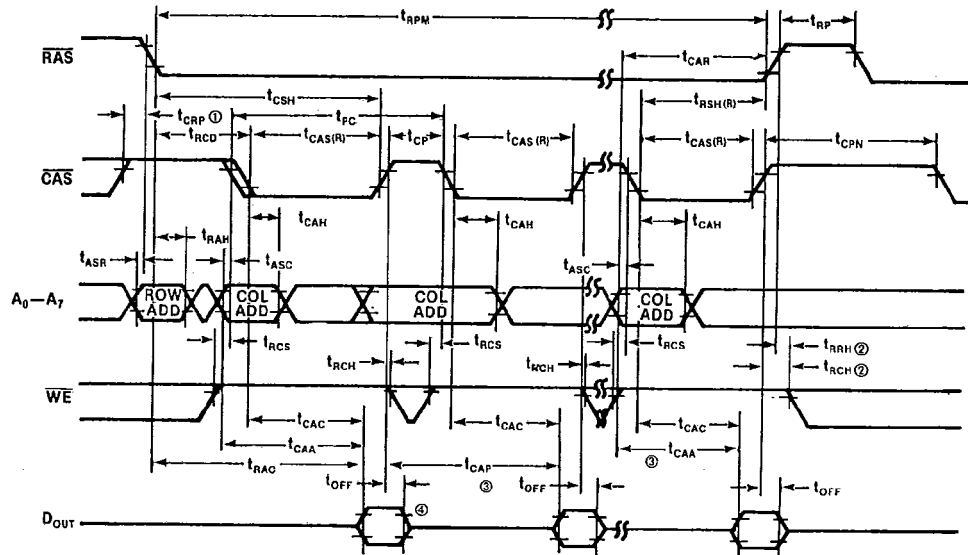 tRPM
tRP
RAS
tCAR
tCSH
tRSH(R)
tCRP ①
tPC
tRCD
tCAS(R)
tCP
tCAS(R)
tCAS(R)
tCPN
CAS
tCAH
tCAH
tCAH
tRAH
tASR
tASC
tASC
A0—A7
ROW ADD
COL ADD
COL ADD
COL ADD
tRCS
tRCS
tRCS
tRRH ②
tRCH
tRCH
tRCH ②
WE
tCAC
tCAC
tCAC
tCAA
③ tCAA
tRAC
tCAP
③
tOFF
tOFF
tOFF
④
DOUT